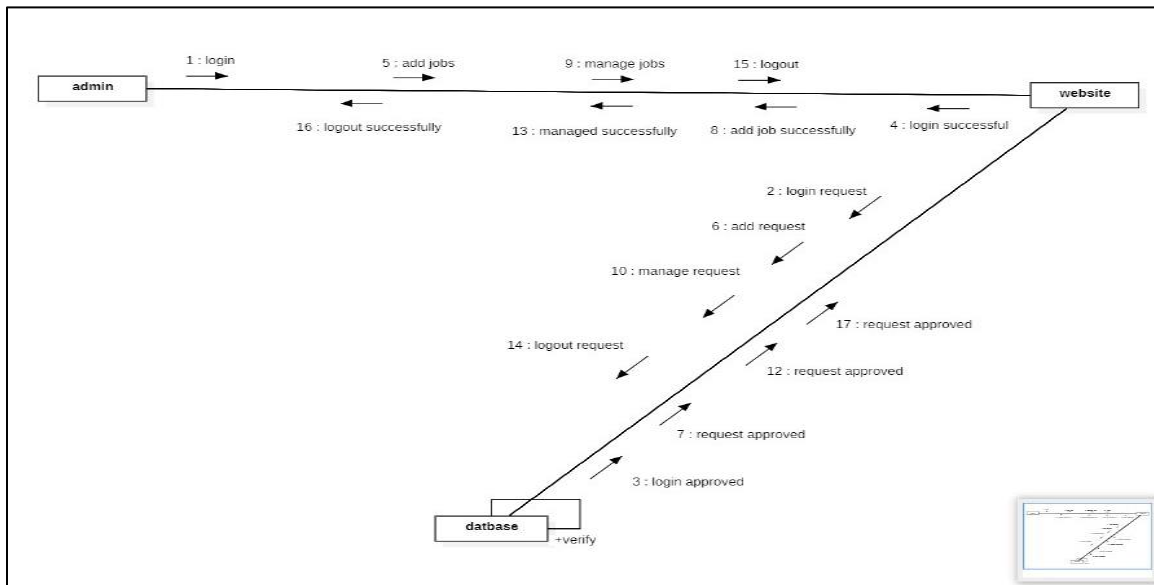 1 : login
5 : add jobs
9 : manage jobs
15 : logout
admin
website
16 : logout successfully
13 : managed successfully
8 : add job successfully
4 : login successful
2 : login request
6 : add request
10 : manage request
17 : request approved
14 : logout request
12 : request approved
7 : request approved
3 : login approved
datbase
+verify